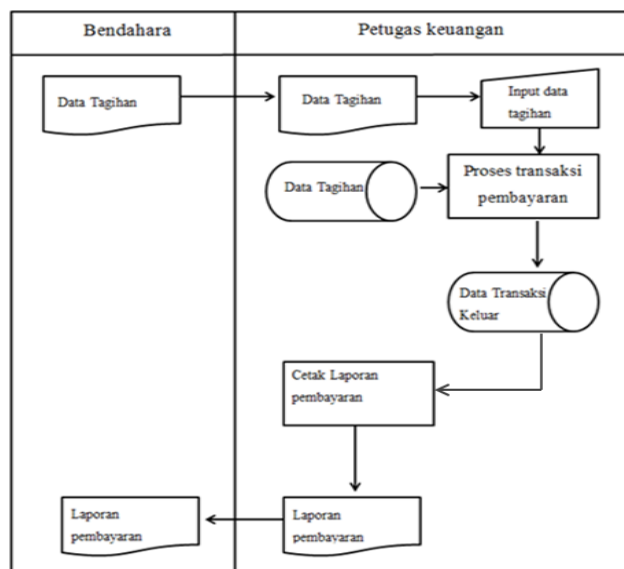 Bendahara
Petugas keuangan
Data Tagihan
Data Tagihan
Input data
tagihan
Data Tagihan
Proses transaksi
pembayaran
Data Transaksi
Keluar
Cetak Laporan
pembayaran
Laporan
pembayaran
Laporan
pembayaran